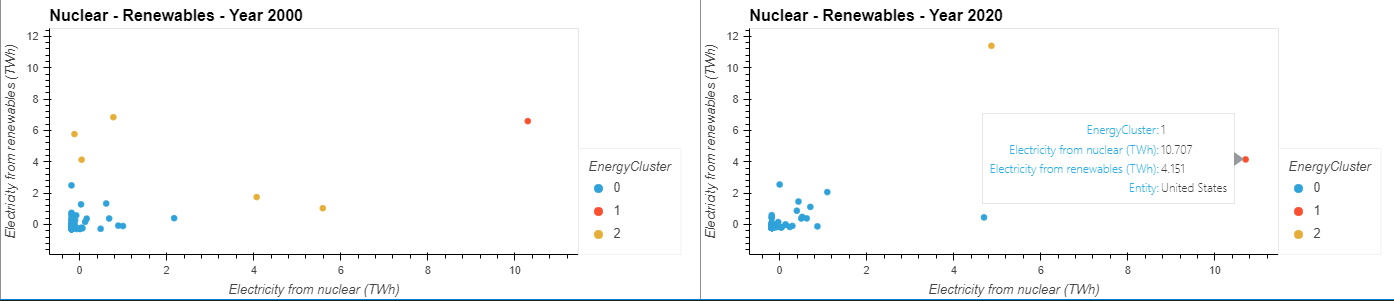 Nuclear - Renewables - Year 2000
12
10
8
6
4
2
0
Electricity from renewables (TWh)
0 2 4 6 8 10
Electricity from nuclear (TWh)
EnergyCluster
0
1
2
Nuclear - Renewables - Year 2020
12
10
8
6
4
2
0
Electricity from renewables (TWh)
EnergyCluster: 1
Electricity from nuclear (TWh): 10.707
Electricity from renewables (TWh): 4.151
Entity: United States
0 2 4 6 8 10
Electricity from nuclear (TWh)
EnergyCluster
0
1
2